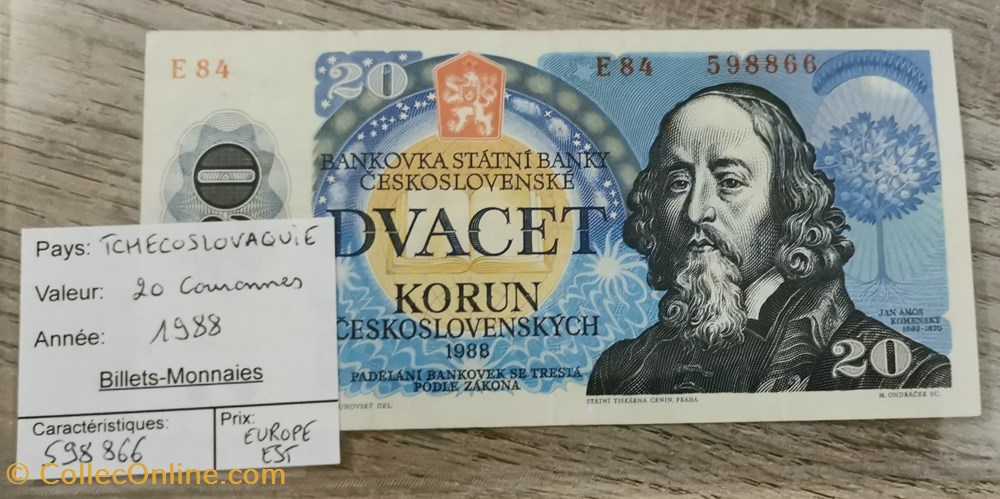 E 84
20
E 84 598866
BANKOVKA STÁTNÍ BANKY
ČESKOSLOVENSKÉ
DVACET
KORUN
ČESKOSLOVENSKÝCH
1988
PADĚLÁNÍ BANKOVEK SE TRESTÁ
PODLE ZÁKONA
JAN AMOS
KOMENSKÝ
1592-1670
20
STÁTNÍ TISKÁRNA CENIN, PRAHA
M. ONDRÁČEK SC.
Pays: TCHECOSLOVAQUIE
Valeur: 20 Couronnes
Année: 1988
Billets-Monnaies
Caractéristiques:
598 866
Prix:
EUROPE
EST
© CollecOnline.com